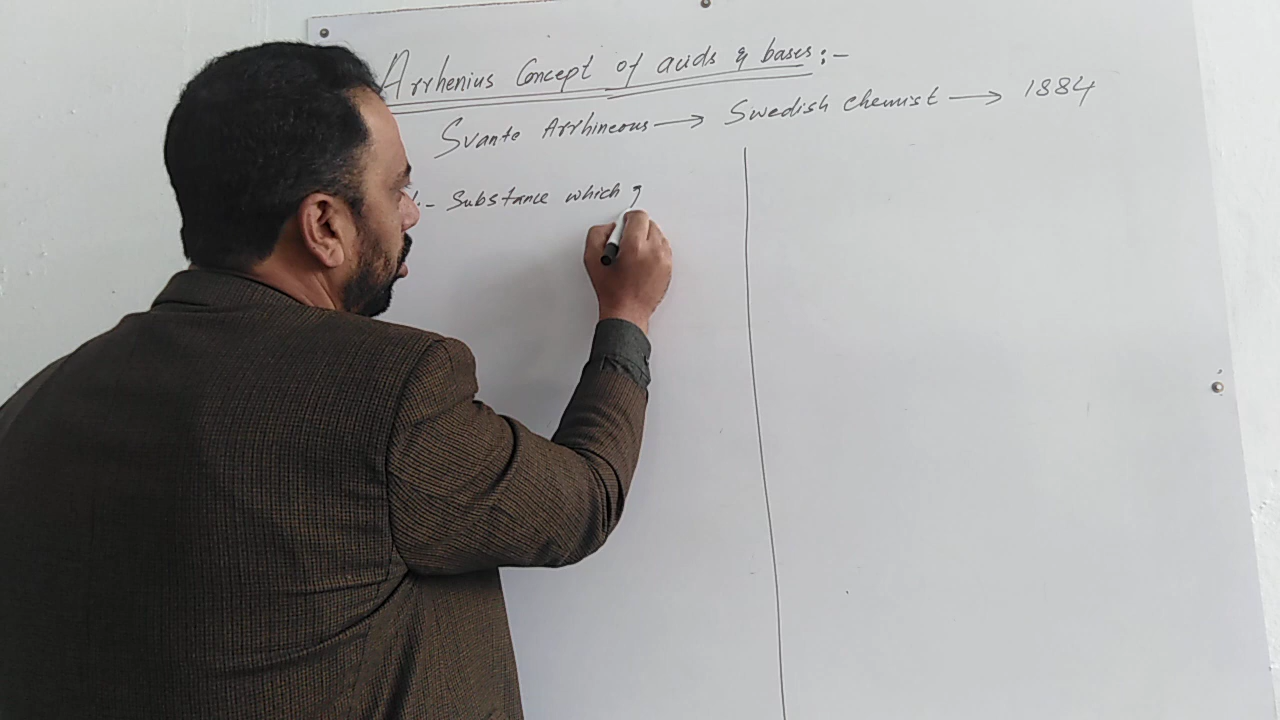 Arrhenius Concept of acids & bases :-
Svante Arrhineous → Swedish chemist → 1884
:- Substance which g